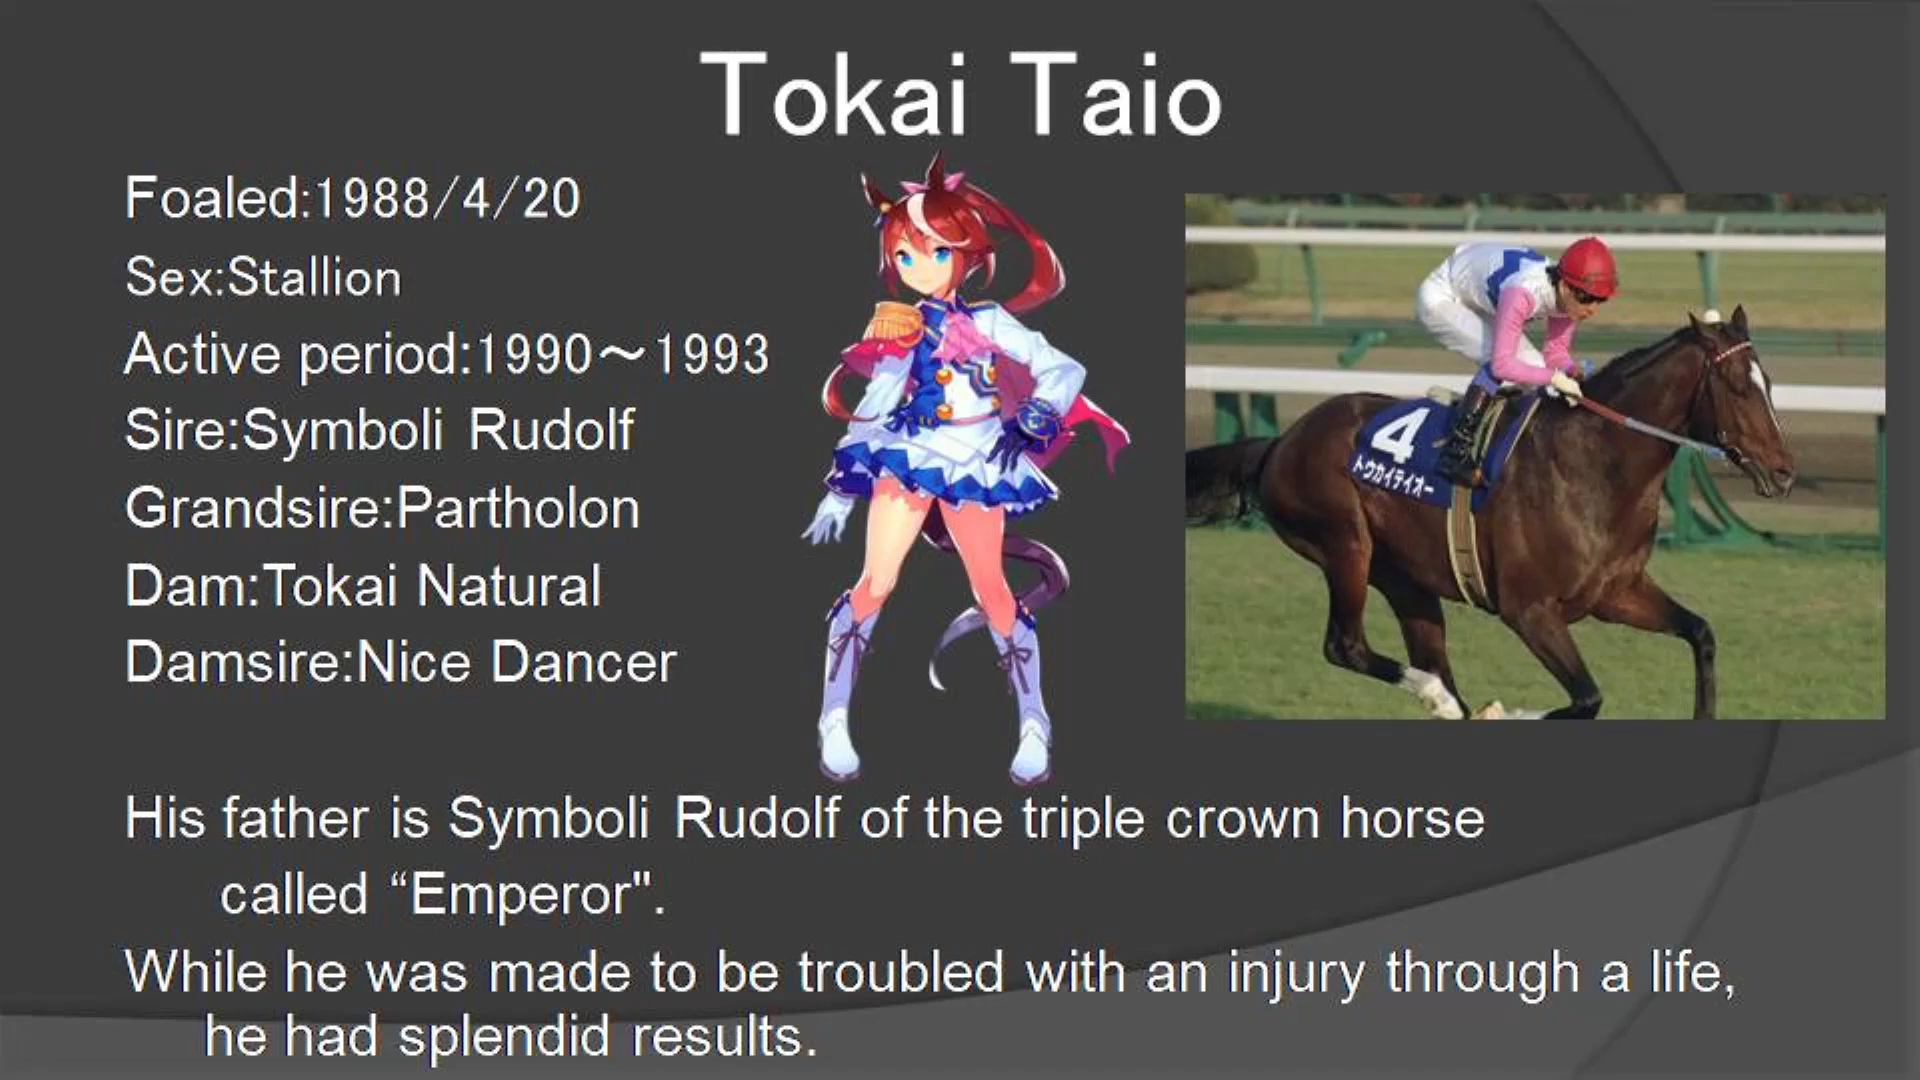 Tokai Taio
Foaled:1988/4/20
Sex:Stallion
Active period:1990～1993
Sire:Symboli Rudolf
Grandsire:Partholon
Dam:Tokai Natural
Damsire:Nice Dancer
4
トウカイテイオー
His father is Symboli Rudolf of the triple crown horse
called “Emperor".
While he was made to be troubled with an injury through a life,
he had splendid results.